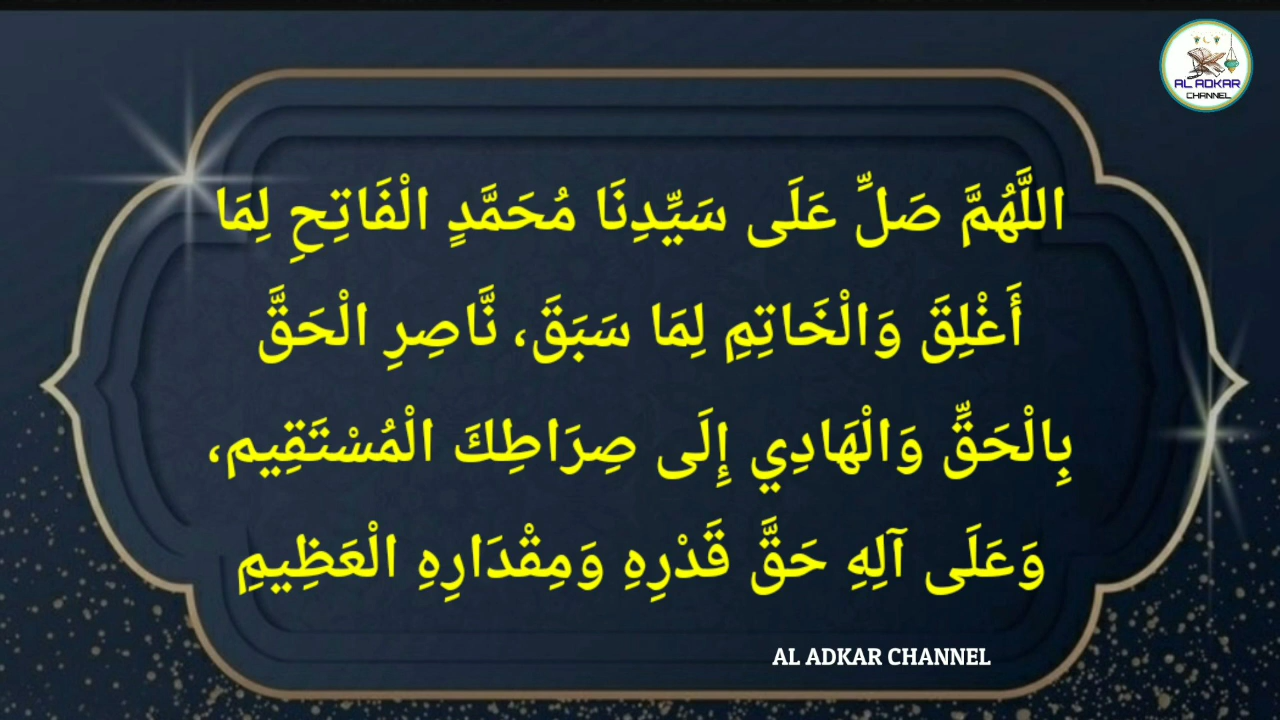 AL ADKAR
CHANNEL
اللَّهُمَّ صَلِّ عَلَى سَيِّدِنَا مُحَمَّدٍ الْفَاتِحِ لِمَا
أَغْلِقَ وَالْخَاتِمِ لِمَا سَبَقَ، نَّاصِرِ الْحَقَّ
بِالْحَقِّ وَالْهَادِي إِلَى صِرَاطِكَ الْمُسْتَقِيم،
وَعَلَى آلِهِ حَقَّ قَدْرِهِ وَمِقْدَارِهِ الْعَظِيمِ
AL ADKAR CHANNEL